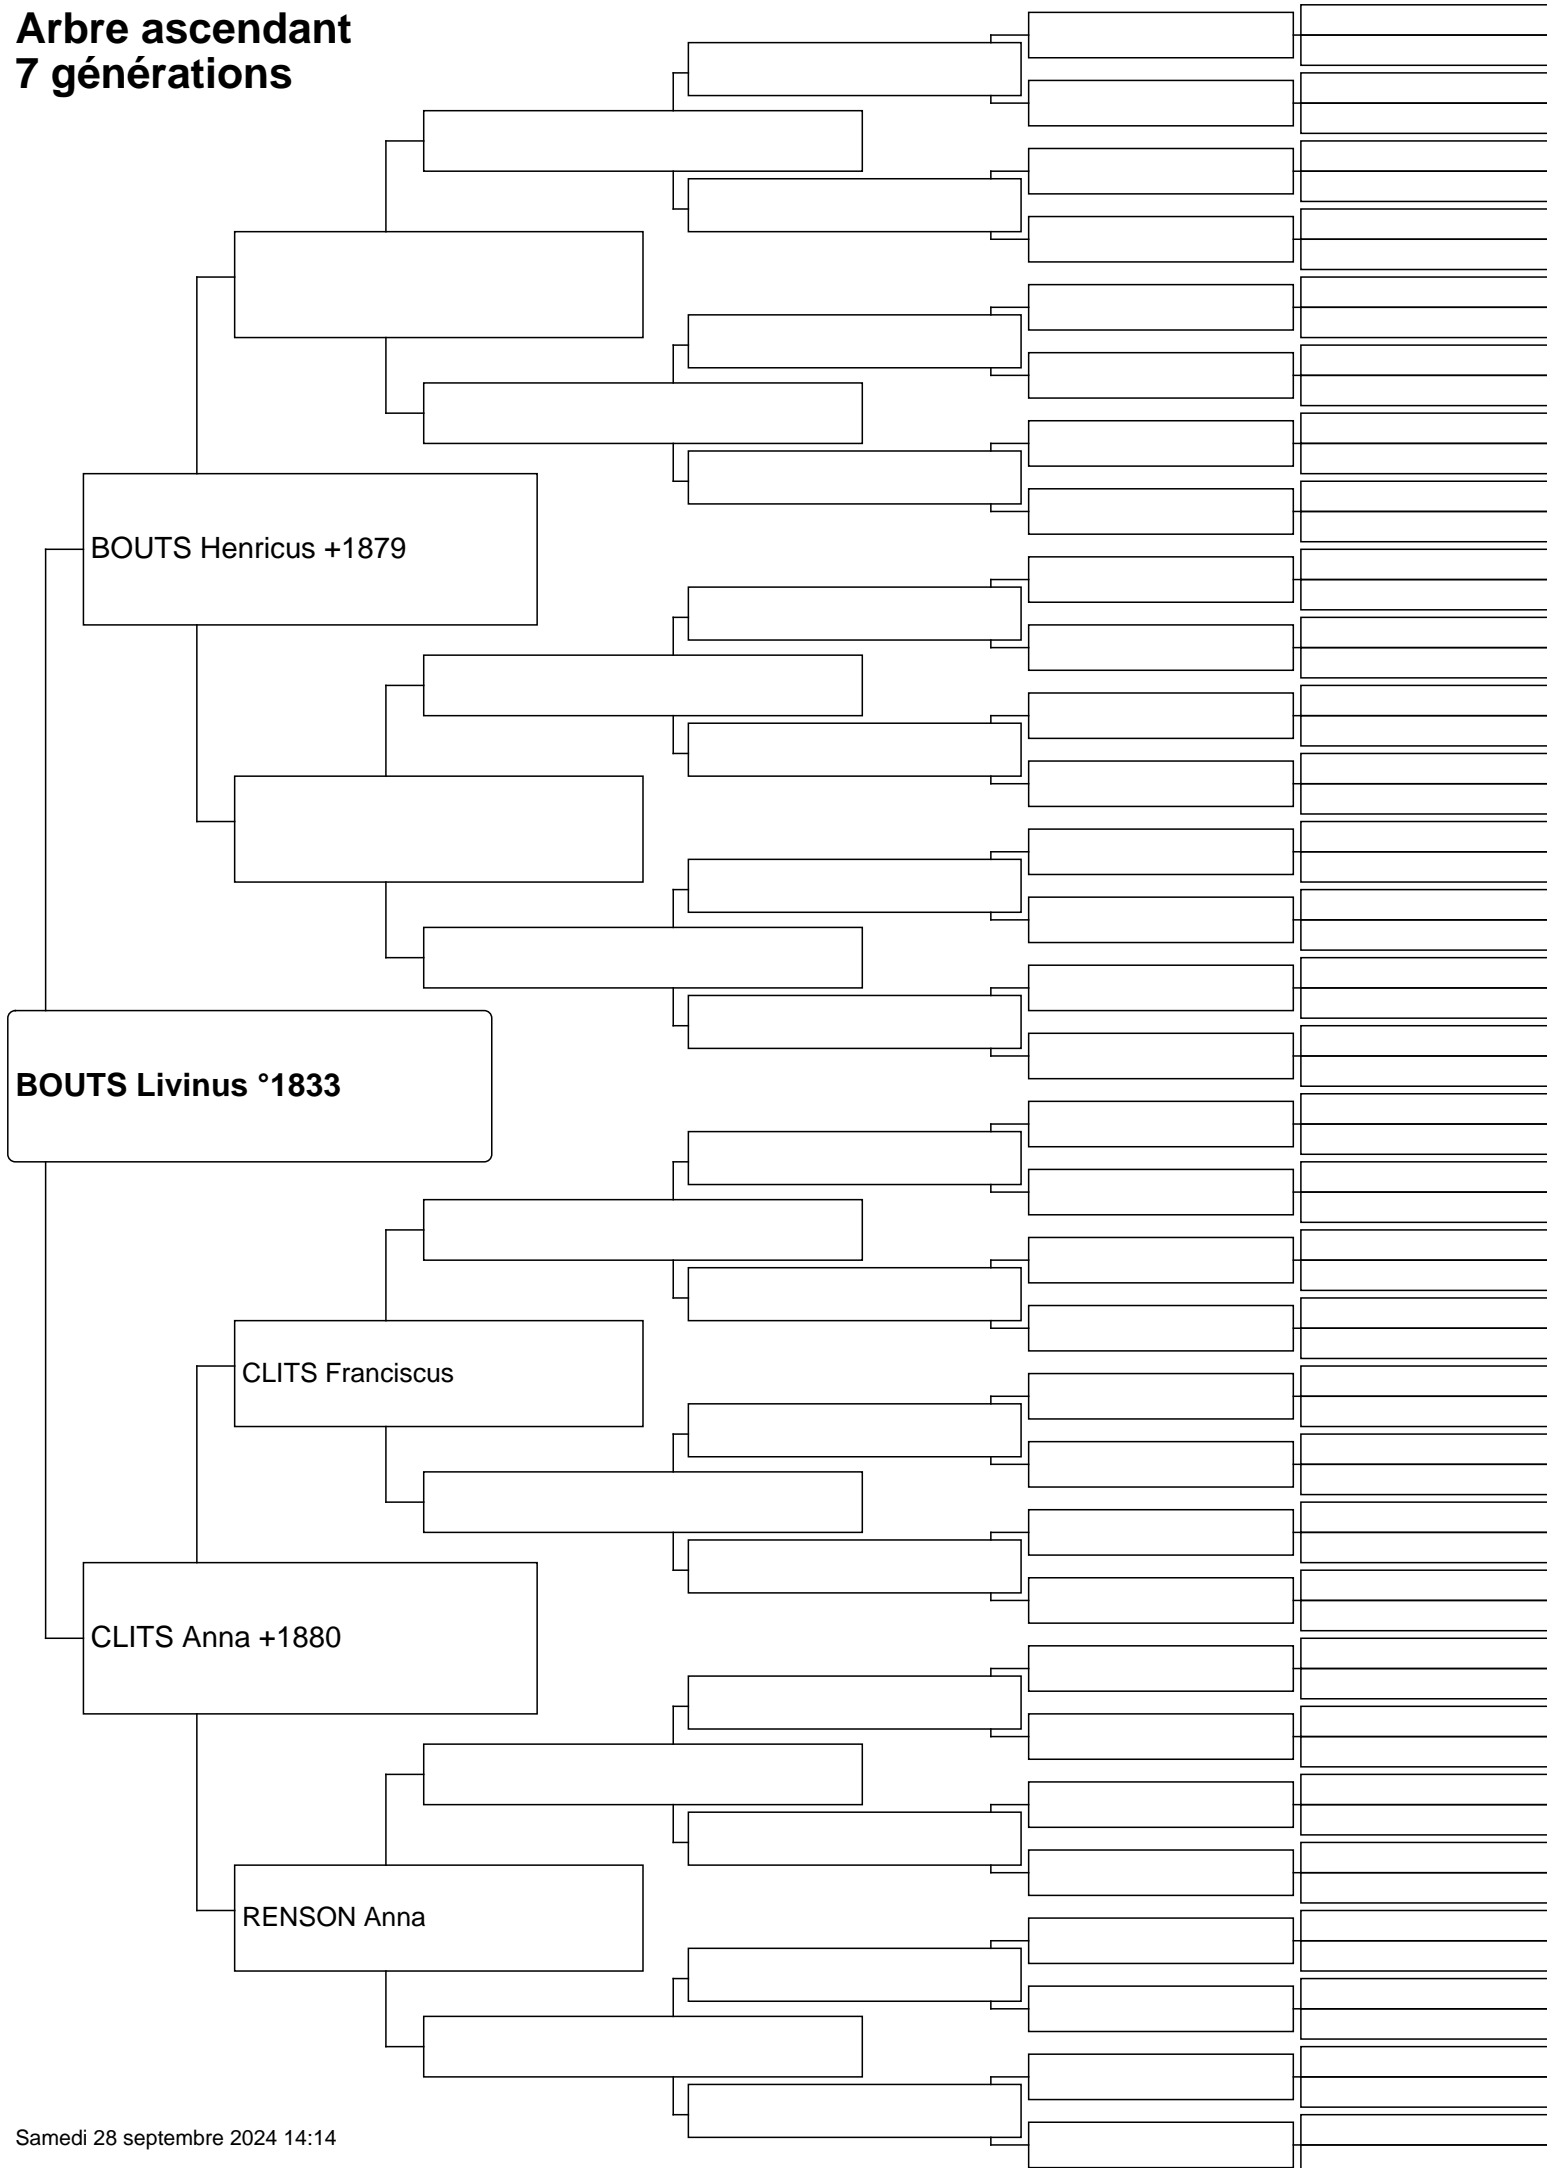 Arbre ascendant
7 générations
BOUTS Henricus +1879
BOUTS Livinus °1833
CLITS Franciscus
CLITS Anna +1880
RENSON Anna
Samedi 28 septembre 2024 14:14